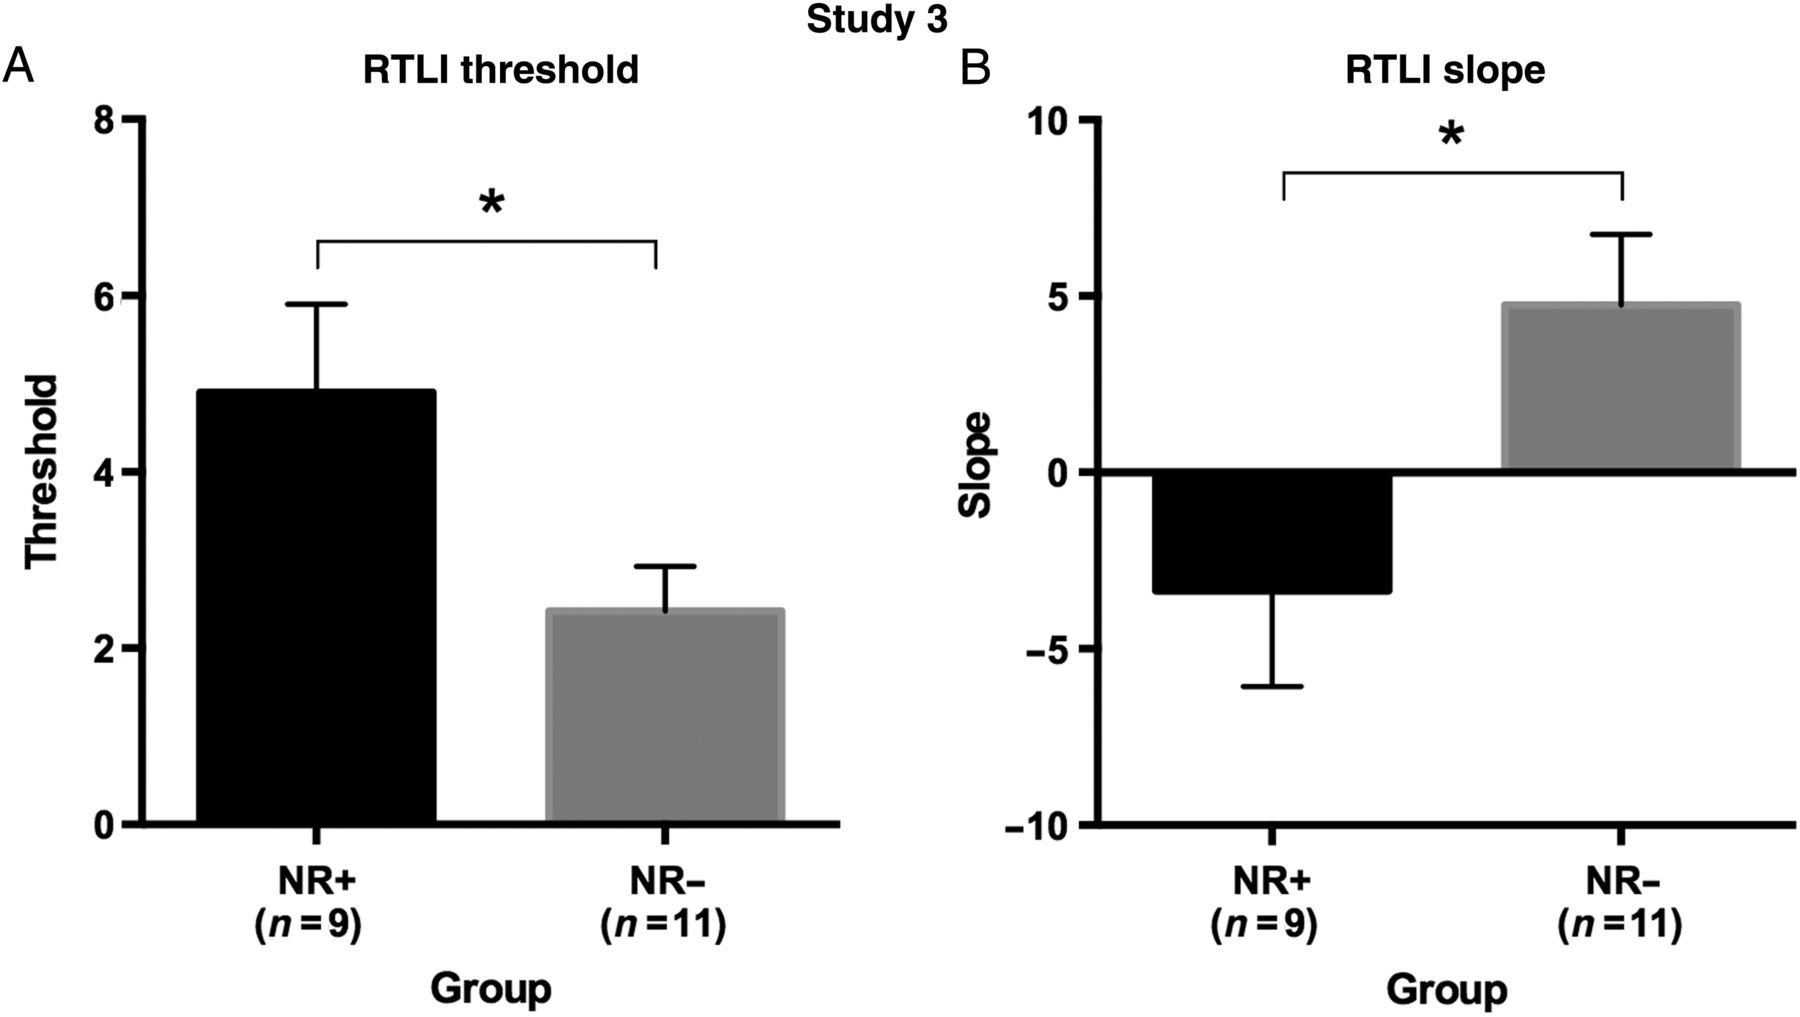 Study 3
A
RTLI threshold
8
6
4
2
0
Threshold
*
NR+
(n = 9)
NR–
(n = 11)
Group
B
RTLI slope
10
5
0
–5
–10
Slope
*
NR+
(n = 9)
NR–
(n = 11)
Group